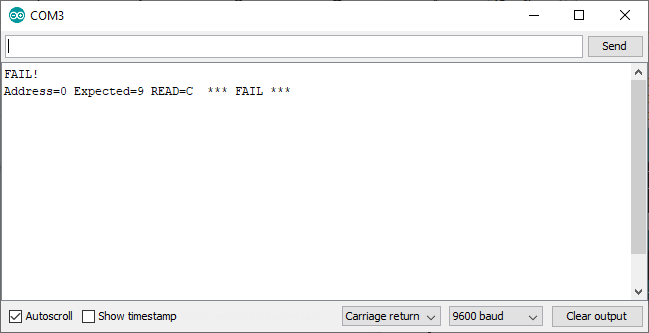 COM3
Send
FAIL!
Address=0 Expected=9 READ=C  *** FAIL ***
Autoscroll
Show timestamp
Carriage return
9600 baud
Clear output